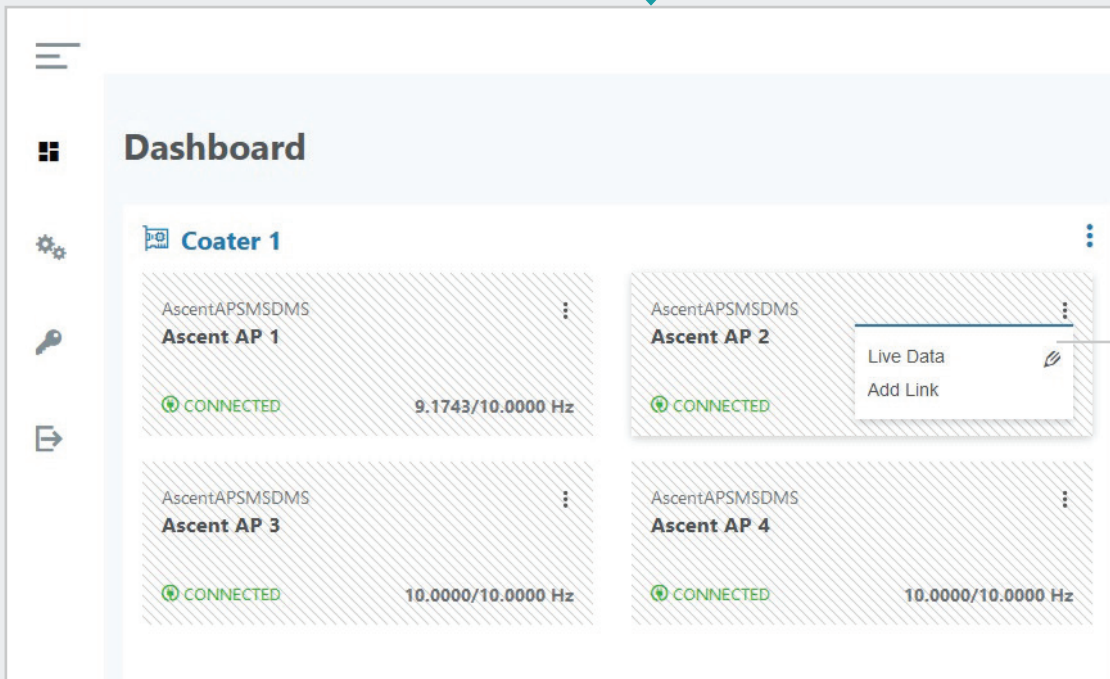 Dashboard
Coater 1
AscentAPSMSDMS
Ascent AP 1
CONNECTED
9.1743/10.0000 Hz
AscentAPSMSDMS
Ascent AP 2
CONNECTED
Live Data
Add Link
AscentAPSMSDMS
Ascent AP 3
CONNECTED
10.0000/10.0000 Hz
AscentAPSMSDMS
Ascent AP 4
CONNECTED
10.0000/10.0000 Hz